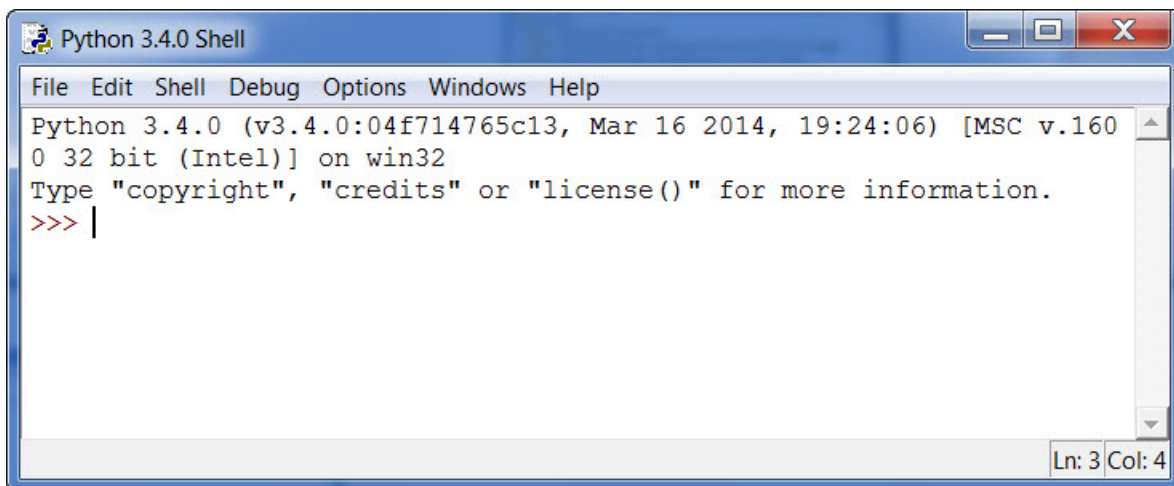 Python 3.4.0 Shell
File Edit Shell Debug Options Windows Help
Python 3.4.0 (v3.4.0:04f714765c13, Mar 16 2014, 19:24:06) [MSC v.160
0 32 bit (Intel)] on win32
Type "copyright", "credits" or "license()" for more information.
>>>
Ln: 3 Col: 4